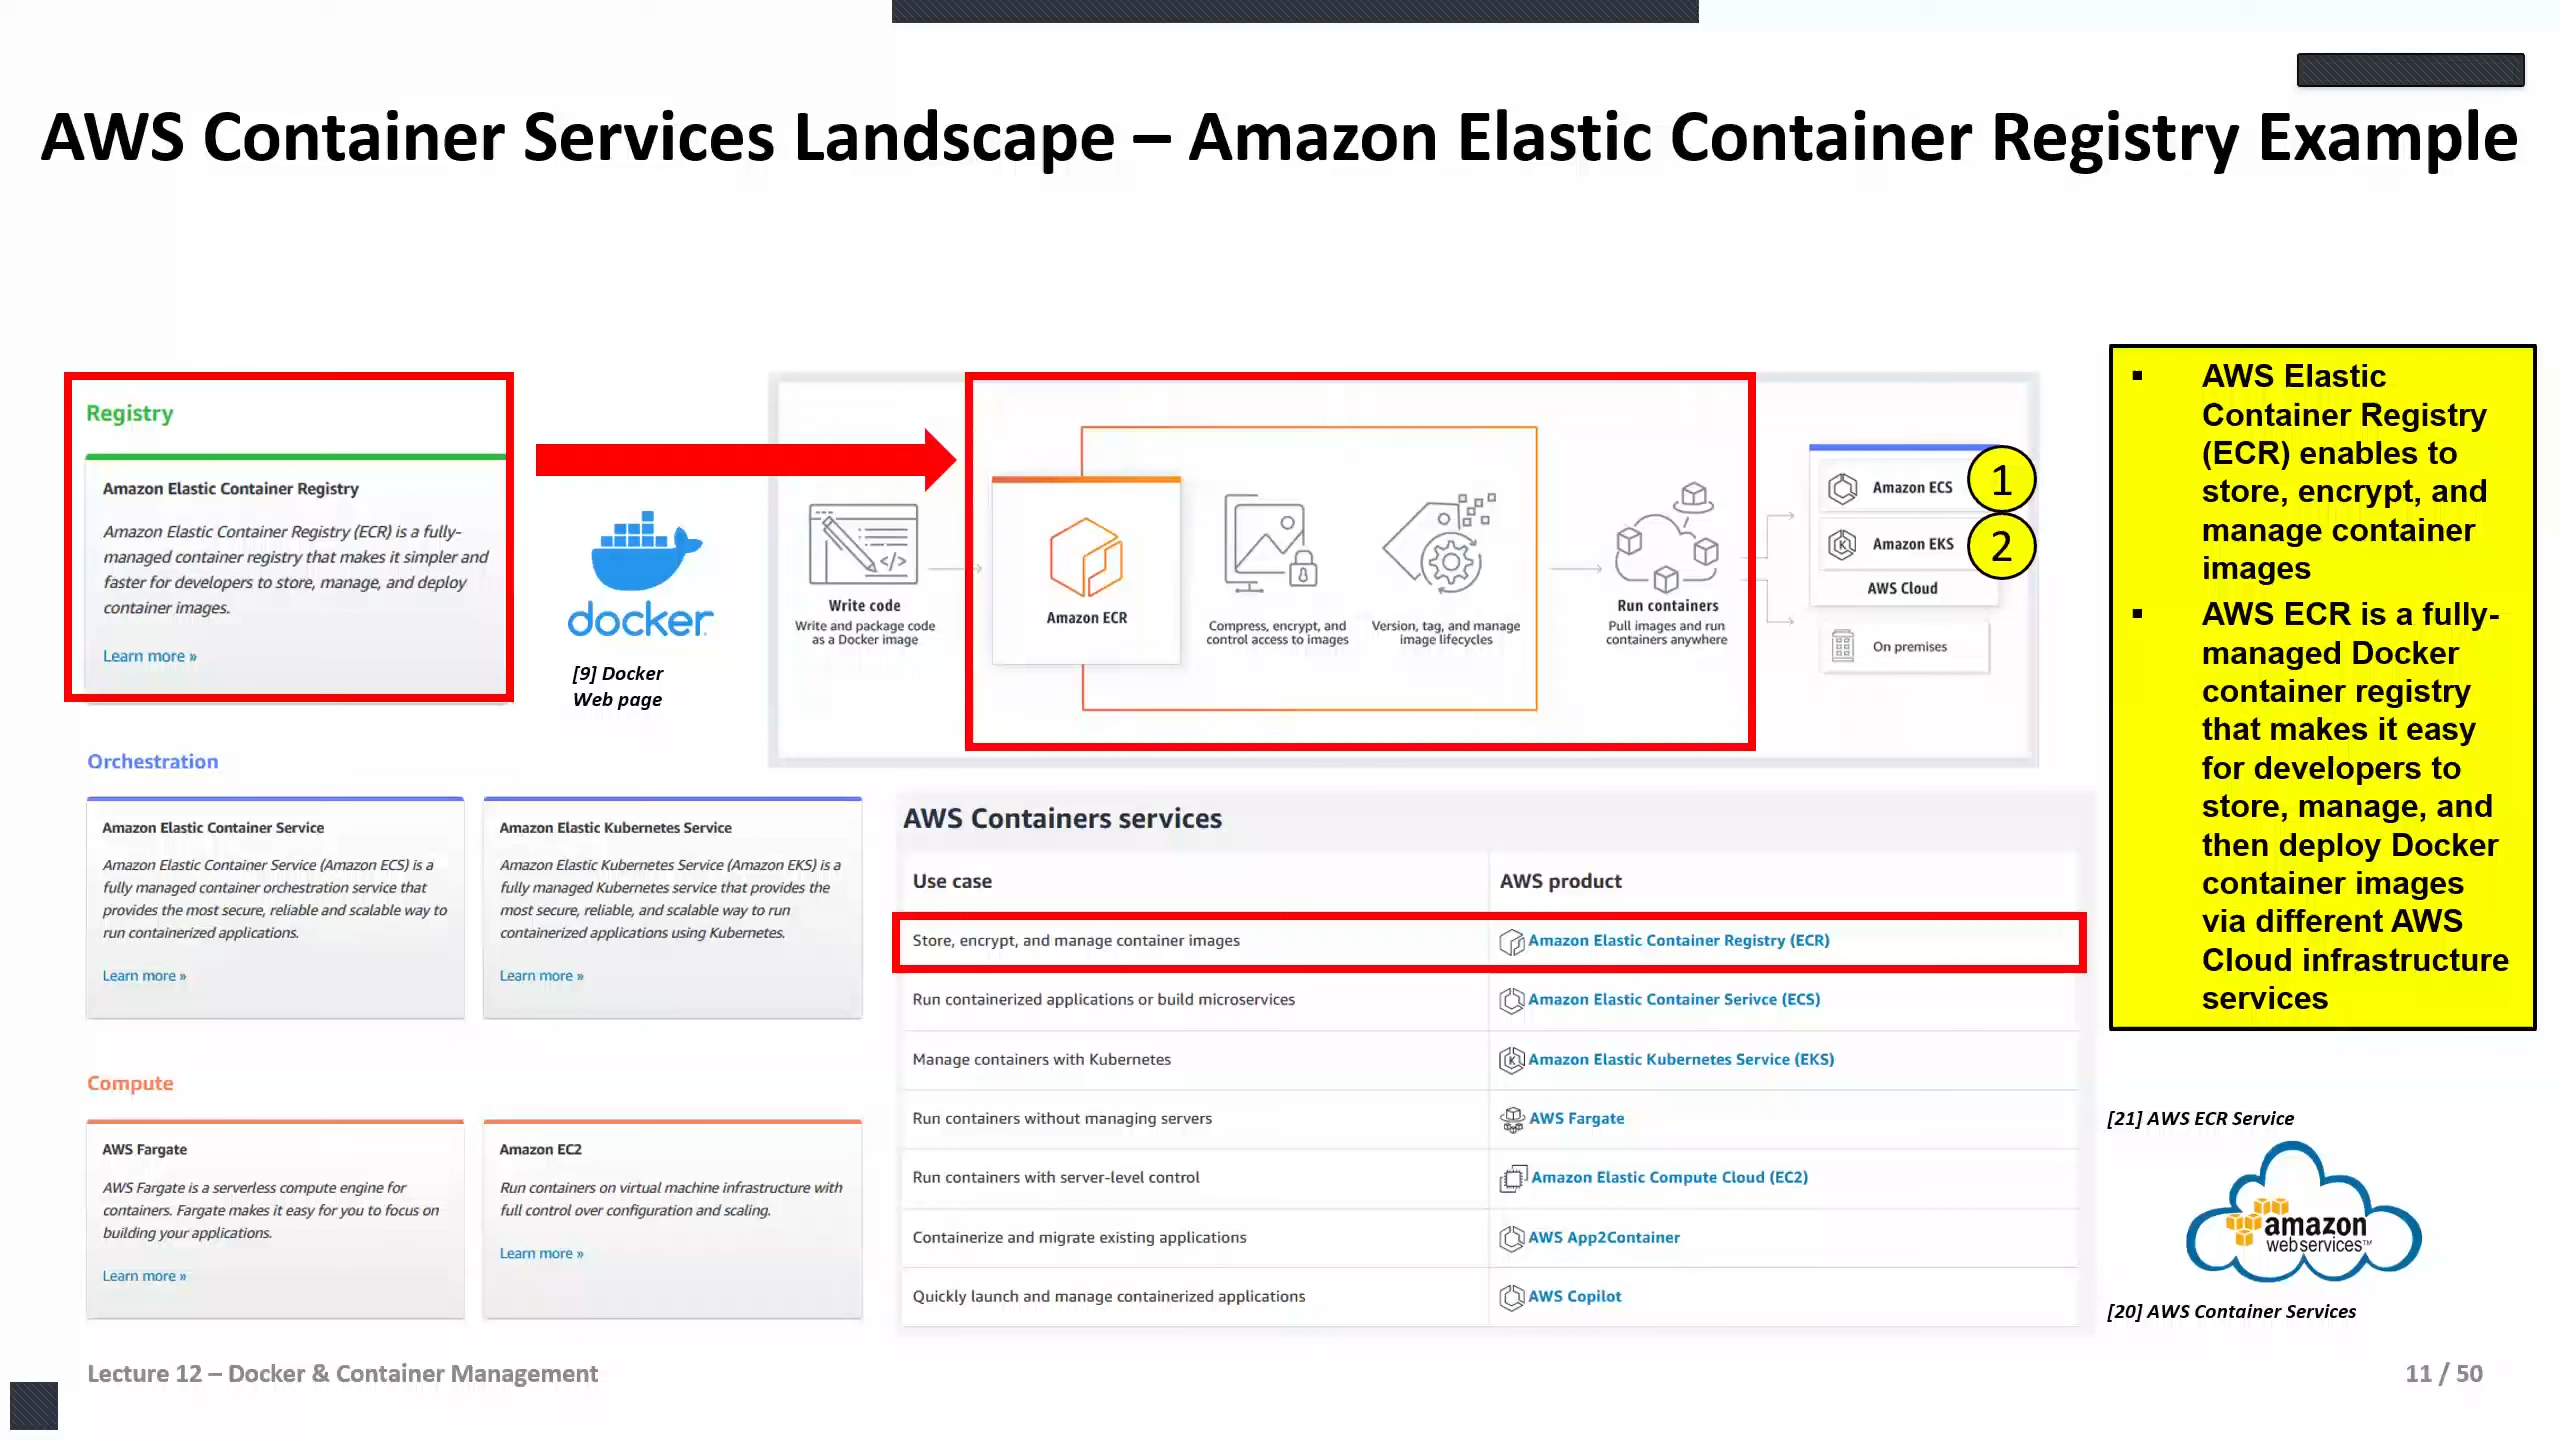 AWS Container Services Landscape – Amazon Elastic Container Registry Example
Registry
Amazon Elastic Container Registry
Amazon Elastic Container Registry (ECR) is a fully-
managed container registry that makes it simpler and
faster for developers to store, manage, and deploy
container images.
Learn more »
docker
[9] Docker
Web page
Write code
Write and package code
as a Docker image
Amazon ECR
Compress, encrypt, and
control access to images
Version, tag, and manage
image lifecycles
Run containers
Pull images and run
containers anywhere
Amazon ECS
1
Amazon EKS
2
AWS Cloud
On premises
▪ AWS Elastic
Container Registry
(ECR) enables to
store, encrypt, and
manage container
images
▪ AWS ECR is a fully-
managed Docker
container registry
that makes it easy
for developers to
store, manage, and
then deploy Docker
container images
via different AWS
Cloud infrastructure
services
Orchestration
Amazon Elastic Container Service
Amazon Elastic Container Service (Amazon ECS) is a
fully managed container orchestration service that
provides the most secure, reliable and scalable way to
run containerized applications.
Learn more »
Amazon Elastic Kubernetes Service
Amazon Elastic Kubernetes Service (Amazon EKS) is a
fully managed Kubernetes service that provides the
most secure, reliable, and scalable way to run
containerized applications using Kubernetes.
Learn more »
Compute
AWS Fargate
AWS Fargate is a serverless compute engine for
containers. Fargate makes it easy for you to focus on
building your applications.
Learn more »
Amazon EC2
Run containers on virtual machine infrastructure with
full control over configuration and scaling.
Learn more »
AWS Containers services
Use case AWS product
Store, encrypt, and manage container images Amazon Elastic Container Registry (ECR)
Run containerized applications or build microservices Amazon Elastic Container Serivce (ECS)
Manage containers with Kubernetes Amazon Elastic Kubernetes Service (EKS)
Run containers without managing servers AWS Fargate
Run containers with server-level control Amazon Elastic Compute Cloud (EC2)
Containerize and migrate existing applications AWS App2Container
Quickly launch and manage containerized applications AWS Copilot
[21] AWS ECR Service
amazon
webservices™
[20] AWS Container Services
Lecture 12 – Docker & Container Management
11 / 50